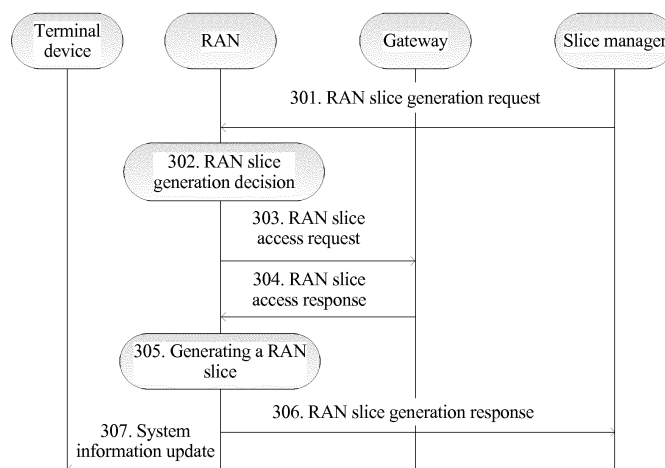 Terminal
device
RAN
Gateway
Slice manager
301. RAN slice generation request
302. RAN slice
generation decision
303. RAN slice
access request
304. RAN slice
access response
305. Generating a RAN
slice
306. RAN slice generation response
307. System
information update